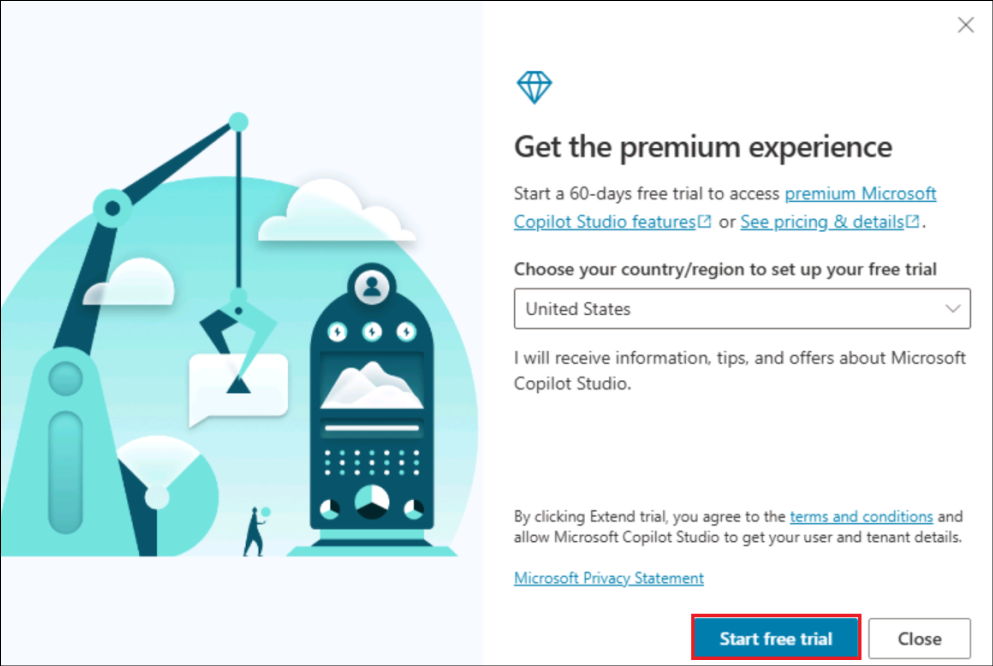 Get the premium experience
Start a 60-days free trial to access premium Microsoft
Copilot Studio features or See pricing & details.
Choose your country/region to set up your free trial
United States
I will receive information, tips, and offers about Microsoft
Copilot Studio.
By clicking Extend trial, you agree to the terms and conditions and
allow Microsoft Copilot Studio to get your user and tenant details.
Microsoft Privacy Statement
Start free trial Close